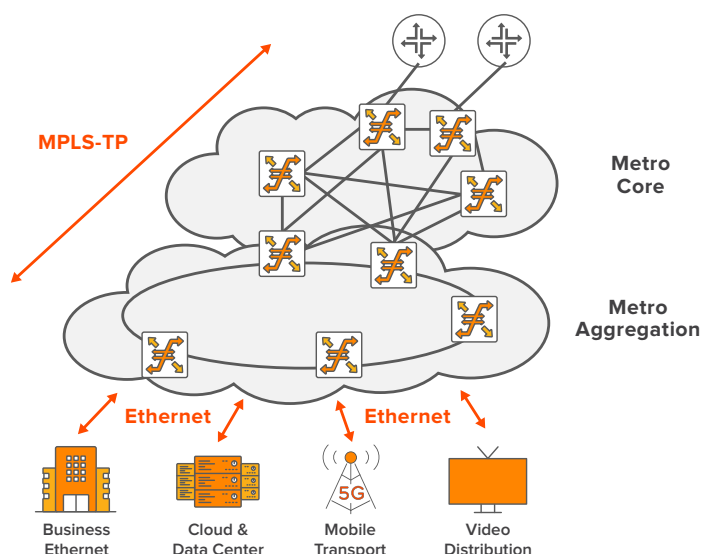 MPLS-TP
Metro
Core
Metro
Aggregation
Ethernet
Ethernet
5G
Business
Ethernet
Cloud &
Data Center
Mobile
Transport
Video
Distribution